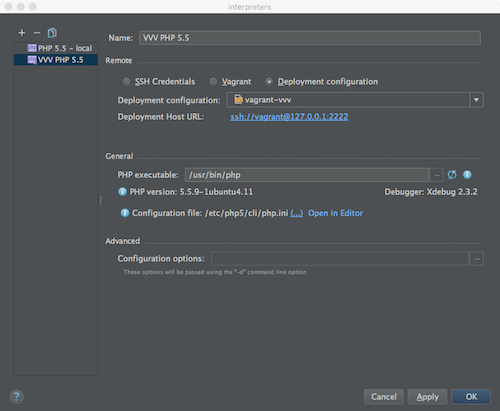 Interpreters
PHP 5.5 - local
VVV PHP 5.5
Name: VVV PHP 5.5
Remote
SSH Credentials Vagrant Deployment configuration
Deployment configuration: vagrant-vvv
Deployment Host URL: ssh://vagrant@127.0.0.1:2222
General
PHP executable: /usr/bin/php ...
PHP version: 5.5.9-1ubuntu4.11 Debugger: Xdebug 2.3.2
Configuration file: /etc/php5/cli/php.ini (...) Open in Editor
Advanced
Configuration options: ...
These options will be passed using the "-d" command line option
? Cancel Apply OK